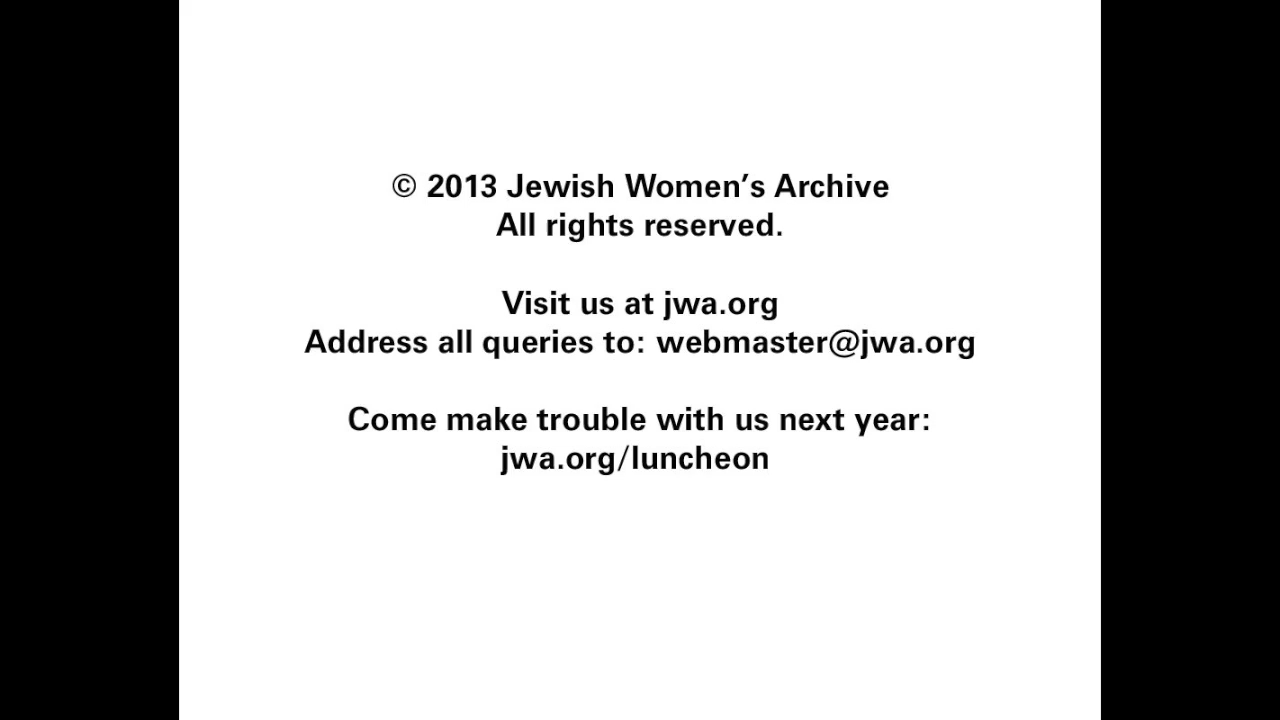 © 2013 Jewish Women’s Archive
All rights reserved.
Visit us at jwa.org
Address all queries to: webmaster@jwa.org
Come make trouble with us next year:
jwa.org/luncheon